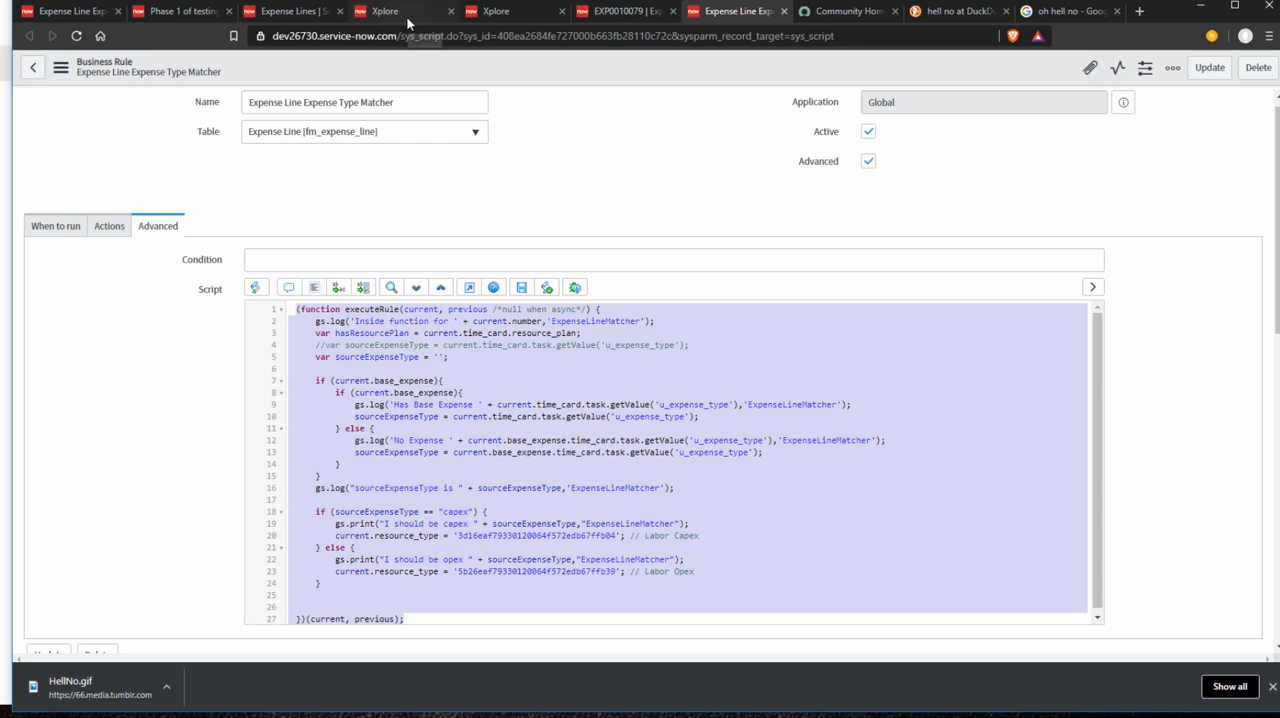 now Expense Line Exp
now Phase 1 of testing
now Expense Lines | S
now Xplore
now Xplore
now EXP0010079 | Exp
now Expense Line Exp
Community Hom
hell no at DuckD
oh hell no - Goog
dev26730.service-now.com/sys_script.do?sys_id=408ea2684fe727000b663fb28110c72c&sysparm_record_target=sys_script
Business Rule
Expense Line Expense Type Matcher
Update
Delete
Name
Expense Line Expense Type Matcher
Application
Global
Table
Expense Line [fm_expense_line]
Active
Advanced
When to run
Actions
Advanced
Condition
Script
1 (function executeRule(current, previous /*null when async*/) {
2 gs.log('Inside function for ' + current.number,'ExpenseLineMatcher');
3 var hasResourcePlan = current.time_card.resource_plan;
4 //var sourceExpenseType = current.time_card.task.getValue('u_expense_type');
5 var sourceExpenseType = '';
6
7 if (current.base_expense){
8 if (current.base_expense){
9 gs.log('Has Base Expense ' + current.time_card.task.getValue('u_expense_type'),'ExpenseLineMatcher');
10 sourceExpenseType = current.time_card.task.getValue('u_expense_type');
11 } else {
12 gs.log('No Expense ' + current.base_expense.time_card.task.getValue('u_expense_type'),'ExpenseLineMatcher');
13 sourceExpenseType = current.base_expense.time_card.task.getValue('u_expense_type');
14 }
15 }
16 gs.log("sourceExpenseType is " + sourceExpenseType,'ExpenseLineMatcher');
17
18 if (sourceExpenseType == "capex") {
19 gs.print("I should be capex " + sourceExpenseType,"ExpenseLineMatcher");
20 current.resource_type = '3d16eaf79330120064f572edb67ffb04'; // Labor Capex
21 } else {
22 gs.print("I should be opex " + sourceExpenseType,"ExpenseLineMatcher");
23 current.resource_type = '5b26eaf79330120064f572edb67ffb39'; // Labor Opex
24 }
25
26
27 })(current, previous);
Update
Delete
HellNo.gif
https://66.media.tumblr.com
Show all